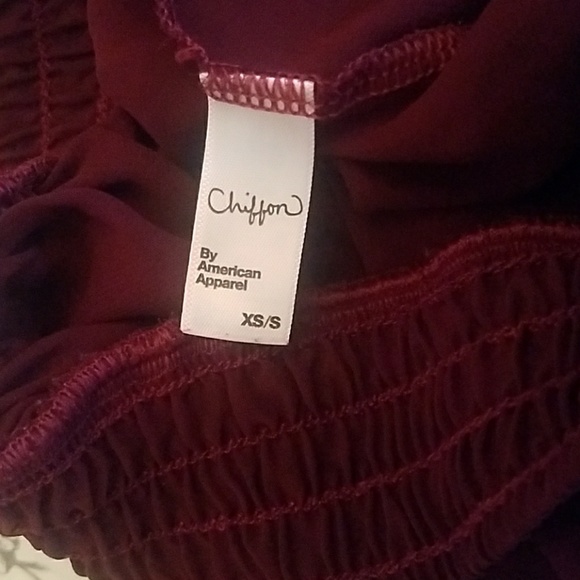 Chiffon
By
American
Apparel
XS/S